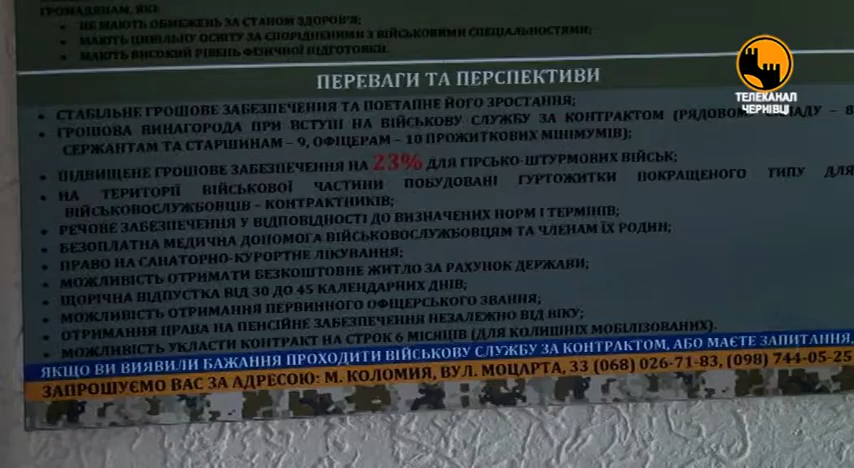 ГРОМАДЯНАМ, ЯКІ:
• НЕ МАЮТЬ ОБМЕЖЕНЬ ЗА СТАНОМ ЗДОРОВ'Я;
• МАЮТЬ ЦИВІЛЬНУ ОСВІТУ ЗА СПОРІДНЕНИМИ З ВІЙСЬКОВИМИ СПЕЦІАЛЬНОСТЯМИ;
• МАЮТЬ ВИСОКИЙ РІВЕНЬ ФІЗИЧНОЇ ПІДГОТОВКИ.
ПЕРЕВАГИ ТА ПЕРСПЕКТИВИ
• СТАБІЛЬНЕ ГРОШОВЕ ЗАБЕЗПЕЧЕННЯ ТА ПОЕТАПНЕ ЙОГО ЗРОСТАННЯ;
• ГРОШОВА ВИНАГОРОДА ПРИ ВСТУПІ НА ВІЙСЬКОВУ СЛУЖБУ ЗА КОНТРАКТОМ (РЯДОВОМУ СКЛАДУ – 8
СЕРЖАНТАМ ТА СТАРШИНАМ – 9, ОФІЦЕРАМ – 10 ПРОЖИТКОВИХ МІНІМУМІВ);
• ПІДВИЩЕНЕ ГРОШОВЕ ЗАБЕЗПЕЧЕННЯ НА 23% ДЛЯ ГІРСЬКО-ШТУРМОВИХ ВІЙСЬК;
• НА ТЕРИТОРІЇ ВІЙСЬКОВОЇ ЧАСТИНИ ПОБУДОВАНІ ГУРТОЖИТКИ ПОКРАЩЕНОГО ТИПУ ДЛЯ
ВІЙСЬКОВОСЛУЖБОВЦІВ - КОНТРАКТНИКІВ;
• РЕЧОВЕ ЗАБЕЗПЕЧЕННЯ У ВІДПОВІДНОСТІ ДО ВИЗНАЧЕНИХ НОРМ І ТЕРМІНІВ;
• БЕЗОПЛАТНА МЕДИЧНА ДОПОМОГА ВІЙСЬКОВОСЛУЖБОВЦЯМ ТА ЧЛЕНАМ ЇХ РОДИН;
• ПРАВО НА САНАТОРНО-КУРОРТНЕ ЛІКУВАННЯ;
• МОЖЛИВІСТЬ ОТРИМАТИ БЕЗКОШТОВНЕ ЖИТЛО ЗА РАХУНОК ДЕРЖАВИ;
• ЩОРІЧНА ВІДПУСТКА ВІД 30 ДО 45 КАЛЕНДАРНИХ ДНІВ;
• МОЖЛИВІСТЬ ОТРИМАННЯ ПЕРВИННОГО ОФІЦЕРСЬКОГО ЗВАННЯ;
• ОТРИМАННЯ ПРАВА НА ПЕНСІЙНЕ ЗАБЕЗПЕЧЕННЯ НЕЗАЛЕЖНО ВІД ВІКУ;
• МОЖЛИВІСТЬ УКЛАСТИ КОНТРАКТ НА СТРОК 6 МІСЯЦІВ (ДЛЯ КОЛИШНІХ МОБІЛІЗОВАНИХ).
ЯКЩО ВИ ВИЯВИЛИ БАЖАННЯ ПРОХОДИТИ ВІЙСЬКОВУ СЛУЖБУ ЗА КОНТРАКТОМ, АБО МАЄТЕ ЗАПИТАННЯ,
ЗАПРОШУЄМО ВАС ЗА АДРЕСОЮ: М. КОЛОМИЯ, ВУЛ. МОЦАРТА, 33 (068) 026-71-83, (098) 744-05-25
ТЕЛЕКАНАЛ
ЧЕРНІВЦІ